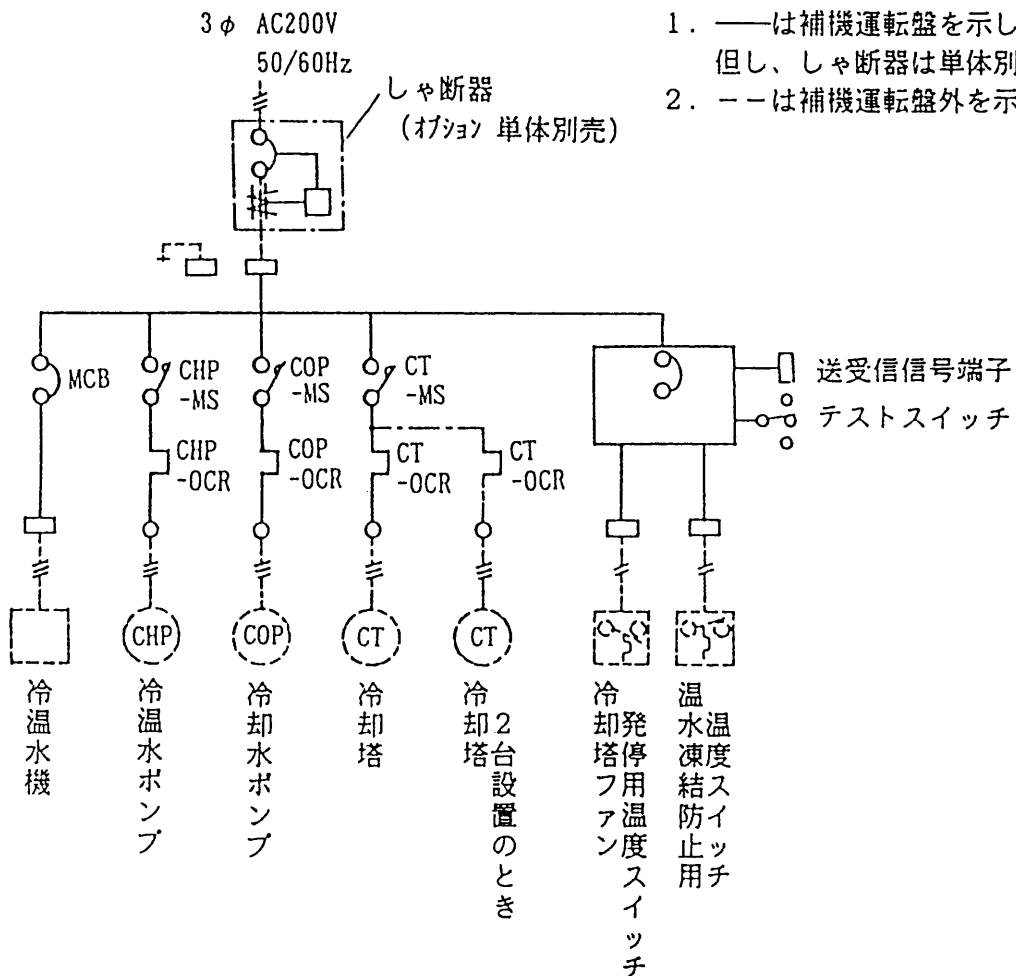 3φ AC200V
50/60Hz
しゃ断器
(ｵﾌﾟｼｮﾝ 単体別売)
1. ──は補機運転盤を示し
但し、しゃ断器は単体別
2. ――は補機運転盤外を示
MCB
CHP
-MS
COP
-MS
CT
-MS
CHP
-OCR
COP
-OCR
CT
-OCR
CT
-OCR
送受信信号端子
テストスイッチ
CHP
COP
CT
CT
冷温水機
冷温水ポンプ
冷却水ポンプ
冷却塔
冷却塔
2台設置のとき
冷却塔ファン
発停用温度スイッチ
温水凍結防止用
温度スイッチ